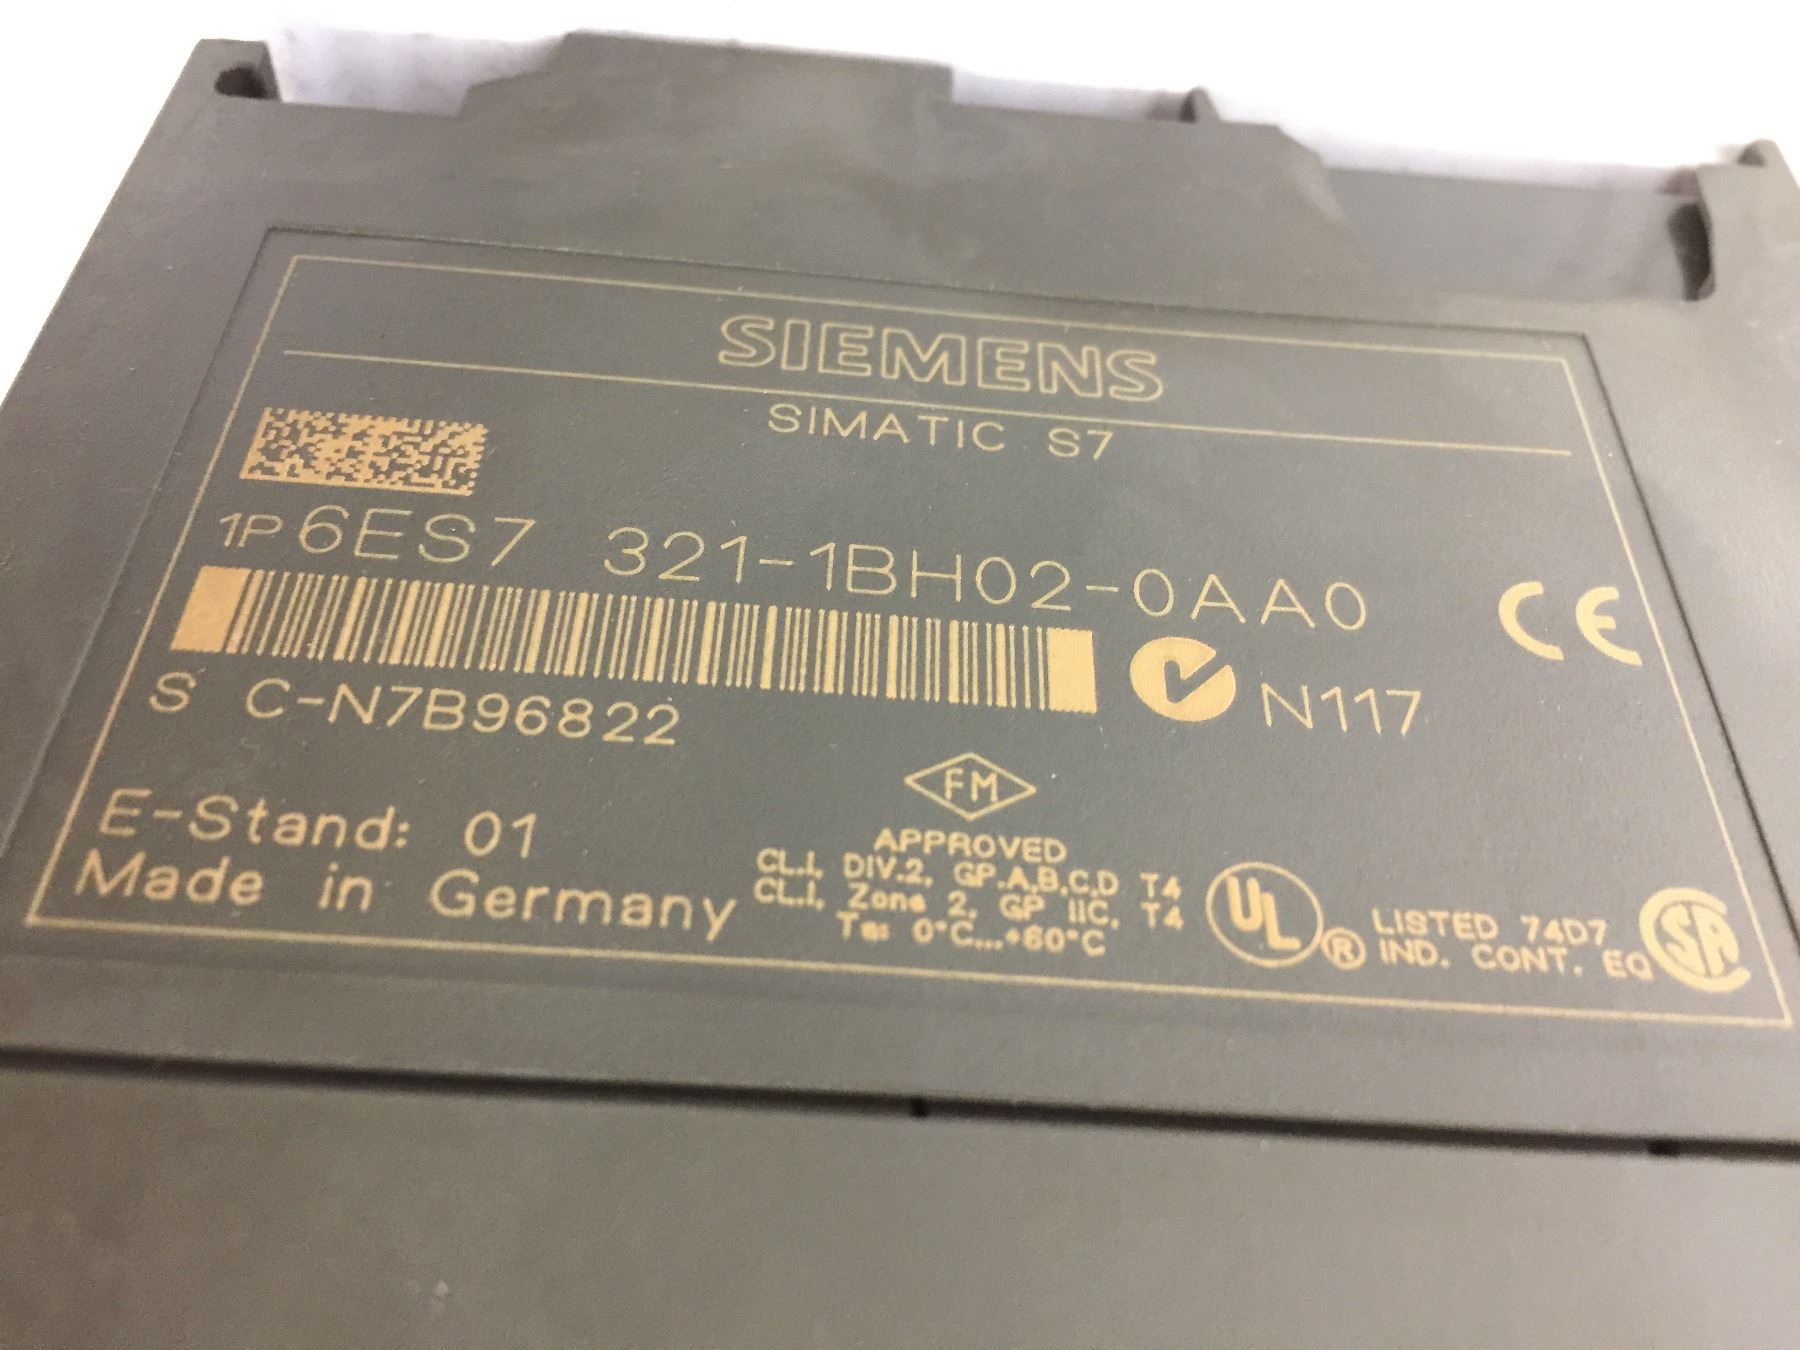 SIEMENS
SIMATIC S7
1P 6ES7 321-1BH02-0AA0
CE
N117
S C-N7B96822
FM
APPROVED
CL.I, DIV.2, GP.A,B,C,D T4
CL.I, Zone 2, GP IIC, T4
Ta: 0°C...+60°C
E-Stand: 01
Made in Germany
UL ®
LISTED 74D7
IND. CONT. EQ
SA